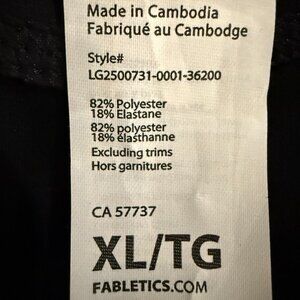 Made in Cambodia
Fabriqué au Cambodge
Style#
LG2500731-0001-36200
82% Polyester
18% Elastane
82% polyester
18% élasthanne
Excluding trims
Hors garnitures
CA 57737
XL/TG
FABLETICS.COM